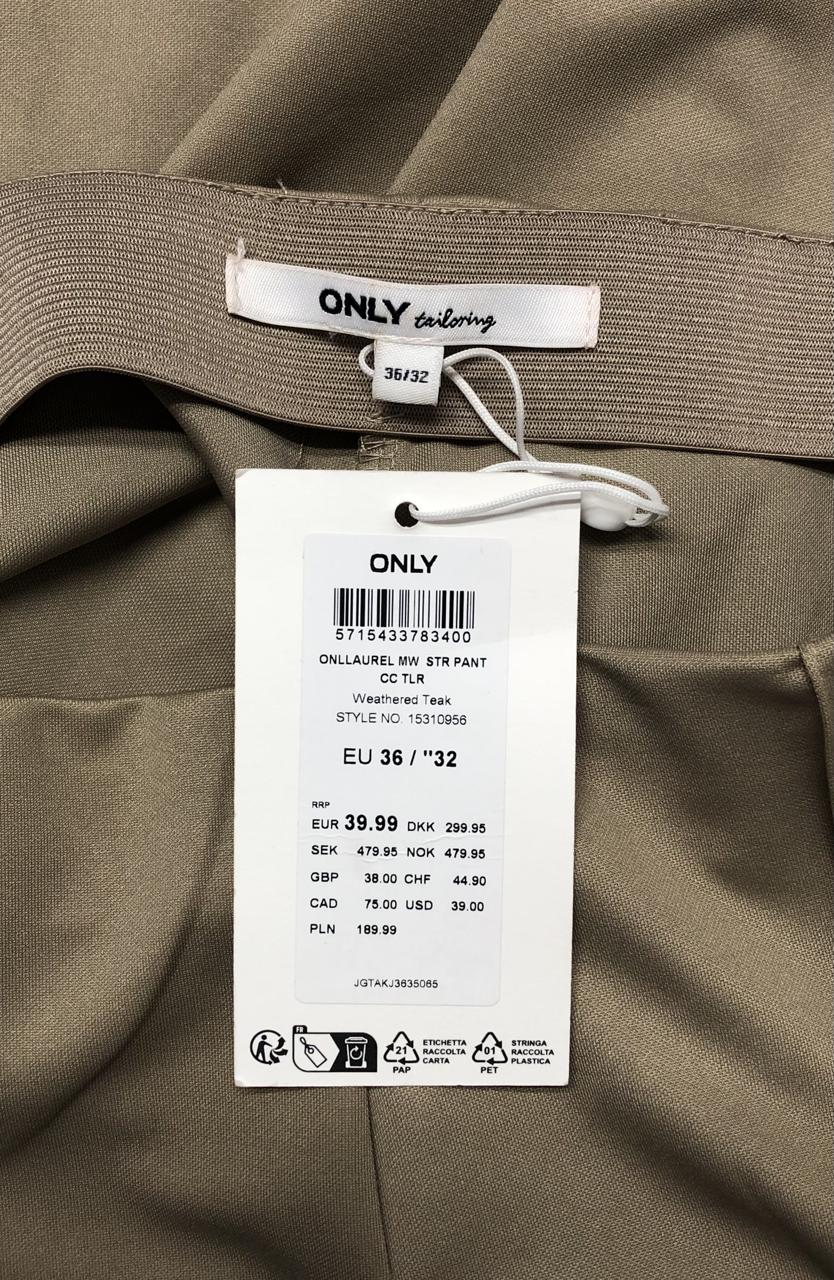 ONLY tailoring
36/32
ONLY
5715433783400
ONLLAUREL MW STR PANT
CC TLR
Weathered Teak
STYLE NO. 15310956
EU 36 / "32
RRP
EUR 39.99 DKK 299.95
SEK 479.95 NOK 479.95
GBP 38.00 CHF 44.90
CAD 75.00 USD 39.00
PLN 189.99
JGTAKJ3635065
FR
21
PAP
ETICHETTA
RACCOLTA
CARTA
01
PET
STRINGA
RACCOLTA
PLASTICA